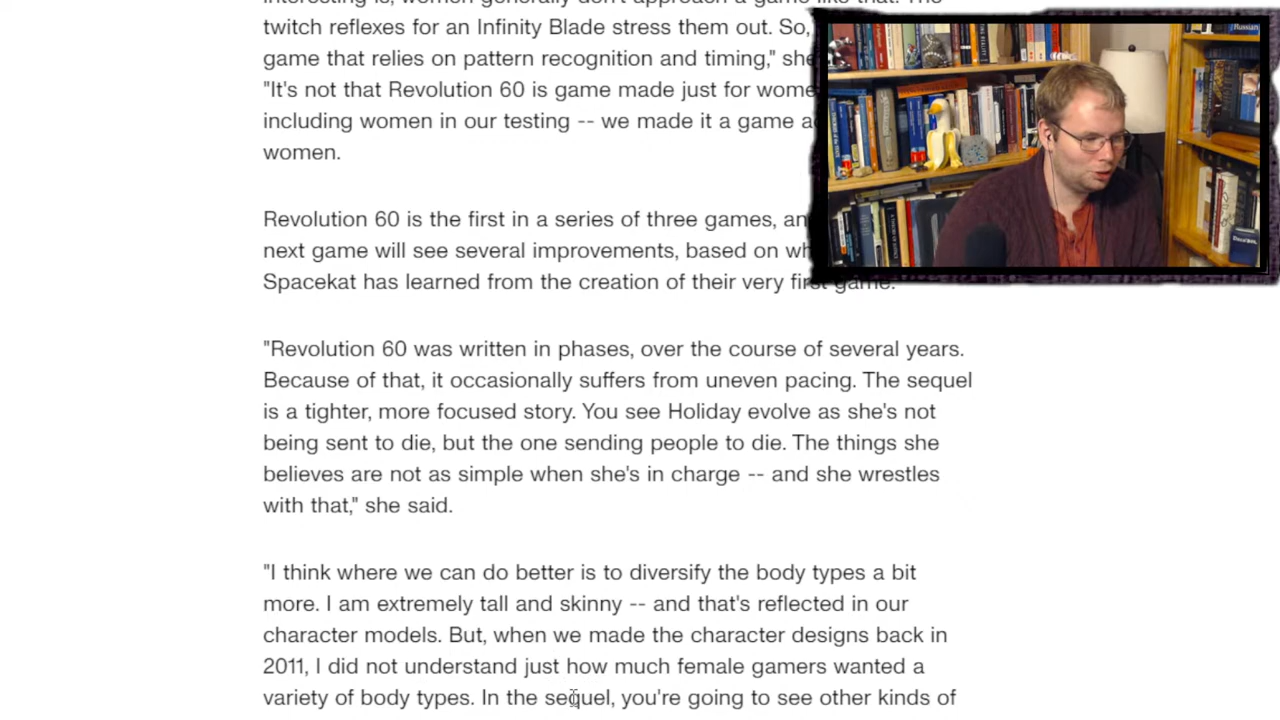 interesting is, women generally don't approach a game like that. The
twitch reflexes for an Infinity Blade stress them out. So,
game that relies on pattern recognition and timing," she
"It's not that Revolution 60 is game made just for
including women in our testing -- we made it a game
women.
Revolution 60 is the first in a series of three games,
next game will see several improvements, based on
Spacekat has learned from the creation of their very first game.
"Revolution 60 was written in phases, over the course of several years.
Because of that, it occasionally suffers from uneven pacing. The sequel
is a tighter, more focused story. You see Holiday evolve as she's not
being sent to die, but the one sending people to die. The things she
believes are not as simple when she's in charge -- and she wrestles
with that," she said.
"I think where we can do better is to diversify the body types a bit
more. I am extremely tall and skinny -- and that's reflected in our
character models. But, when we made the character designs back in
2011, I did not understand just how much female gamers wanted a
variety of body types. In the sequel, you're going to see other kinds of